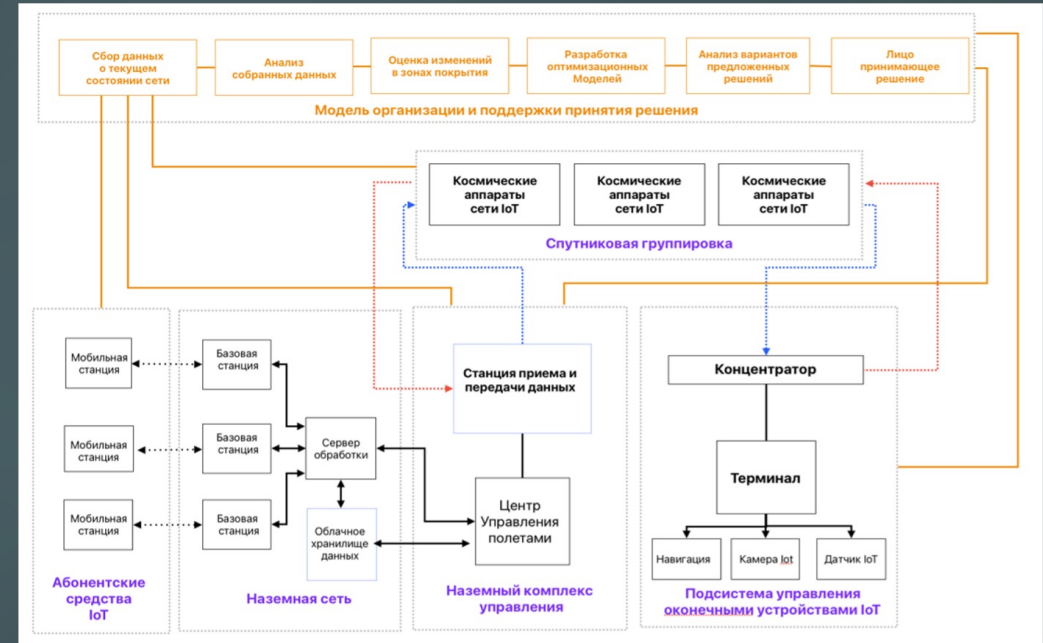 Сбор данных
о текущем
состоянии сети
Анализ
собранных данных
Оценка изменений
в зонах покрытия
Разработка
оптимизационных
Моделей
Анализ вариантов
предложенных
решений
Лицо
принимающее
решение
Модель организации и поддержки принятия решения
Космические
аппараты
сети IoT
Космические
аппараты
сети IoT
Космические
аппараты
сети IoT
Спутниковая группировка
Мобильная
станция
Мобильная
станция
Мобильная
станция
Абонентские
средства
IoT
Базовая
станция
Базовая
станция
Базовая
станция
Сервер
обработки
Облачное
хранилище
данных
Наземная сеть
Станция приема и
передачи данных
Центр
Управления
полетами
Наземный комплекс
управления
Концентратор
Терминал
Навигация
Камера Iot
Датчик IoT
Подсистема управления
оконечными устройствами IoT